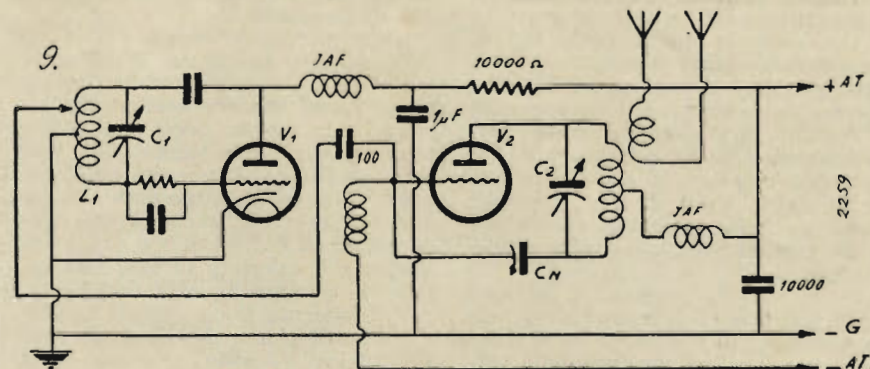 9.
JAF
10000 Ω
+ AT
C1
V1
1µF
100
V2
C2
L1
JAF
2259
CN
10000
- G
- AT